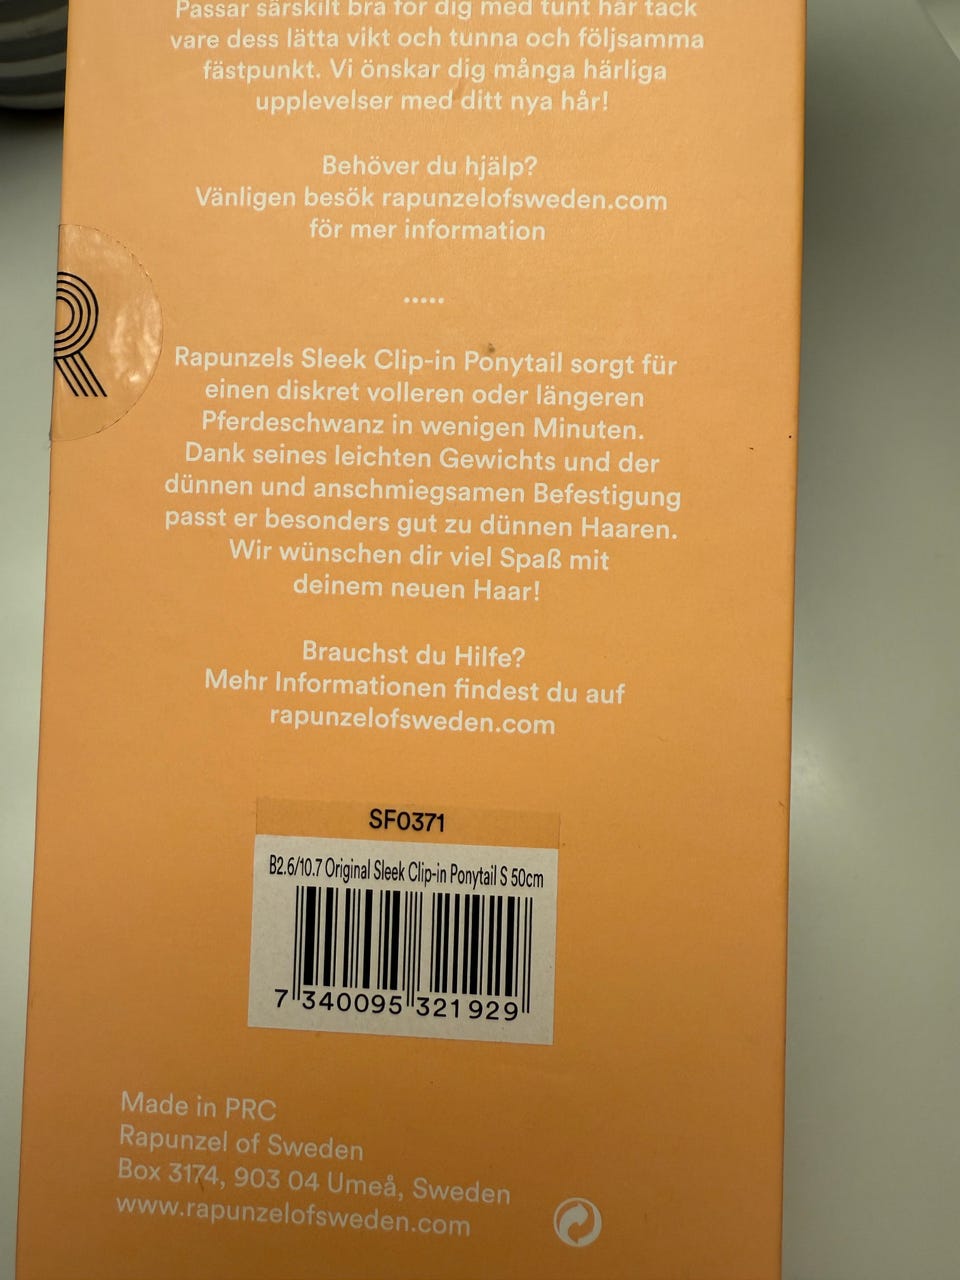 Passar särskilt bra för dig med tunt hår tack
vare dess lätta vikt och tunna och följsamma
fästpunkt. Vi önskar dig många härliga
upplevelser med ditt nya hår!
Behöver du hjälp?
Vänligen besök rapunzelofsweden.com
för mer information
.....
R
Rapunzels Sleek Clip-in Ponytail sorgt für
einen diskret volleren oder längeren
Pferdeschwanz in wenigen Minuten.
Dank seines leichten Gewichts und der
dünnen und anschmiegsamen Befestigung
passt er besonders gut zu dünnen Haaren.
Wir wünschen dir viel Spaß mit
deinem neuen Haar!
Brauchst du Hilfe?
Mehr Informationen findest du auf
rapunzelofsweden.com
SF0371
B2.6/10.7 Original Sleek Clip-in Ponytail S 50cm
7 340095 321929
Made in PRC
Rapunzel of Sweden
Box 3174, 903 04 Umeå, Sweden
www.rapunzelofsweden.com